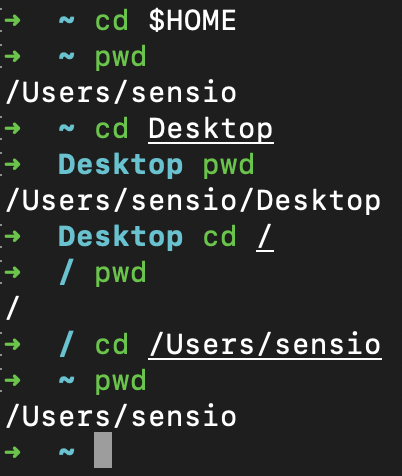 ➜ ~ cd $HOME
➜ ~ pwd
/Users/sensio
➜ ~ cd Desktop
➜ Desktop pwd
/Users/sensio/Desktop
➜ Desktop cd /
➜ / pwd
/
➜ / cd /Users/sensio
➜ ~ pwd
/Users/sensio
➜ ~